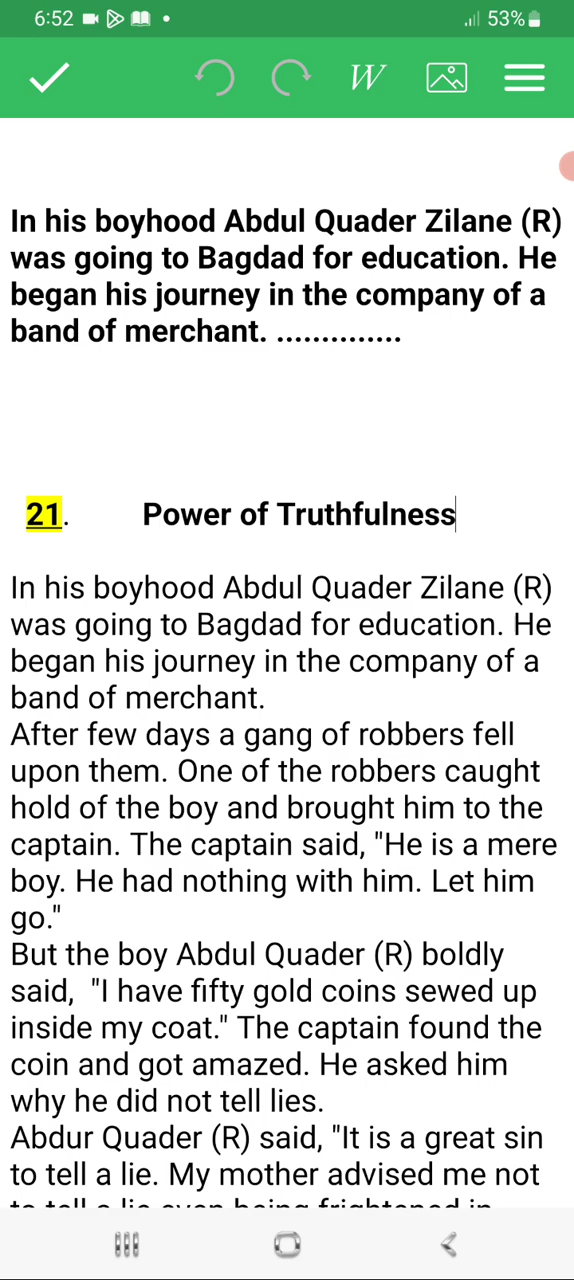 6:52
53%
W
In his boyhood Abdul Quader Zilane (R)
was going to Bagdad for education. He
began his journey in the company of a
band of merchant. ..............
21. Power of Truthfulness
In his boyhood Abdul Quader Zilane (R)
was going to Bagdad for education. He
began his journey in the company of a
band of merchant.
After few days a gang of robbers fell
upon them. One of the robbers caught
hold of the boy and brought him to the
captain. The captain said, "He is a mere
boy. He had nothing with him. Let him
go."
But the boy Abdul Quader (R) boldly
said,  "I have fifty gold coins sewed up
inside my coat." The captain found the
coin and got amazed. He asked him
why he did not tell lies.
Abdur Quader (R) said, "It is a great sin
to tell a lie. My mother advised me not
to tell a lie even being frightened in